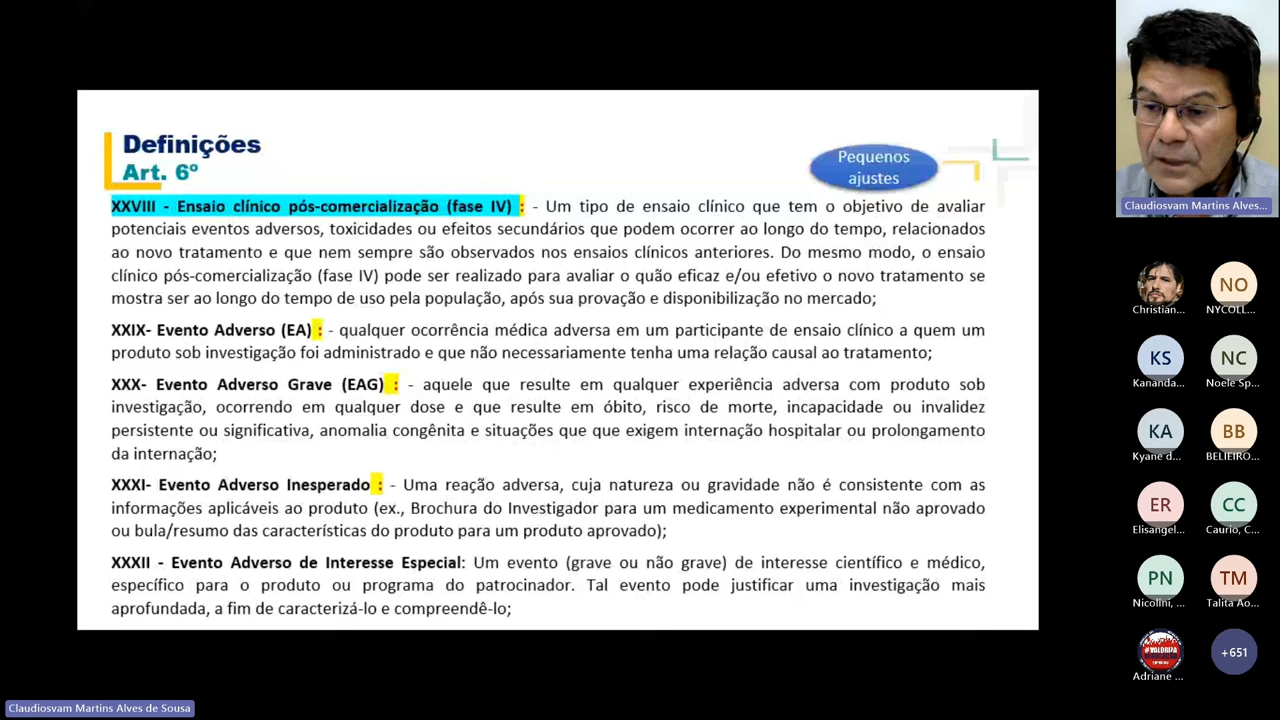 Definições
Art. 6º
Pequenos
ajustes
XXVIII - Ensaio clínico pós-comercialização (fase IV) : - Um tipo de ensaio clínico que tem o objetivo de avaliar
potenciais eventos adversos, toxicidades ou efeitos secundários que podem ocorrer ao longo do tempo, relacionados
ao novo tratamento e que nem sempre são observados nos ensaios clínicos anteriores. Do mesmo modo, o ensaio
clínico pós-comercialização (fase IV) pode ser realizado para avaliar o quão eficaz e/ou efetivo o novo tratamento se
mostra ser ao longo do tempo de uso pela população, após sua provação e disponibilização no mercado;
XXIX- Evento Adverso (EA) : - qualquer ocorrência médica adversa em um participante de ensaio clínico a quem um
produto sob investigação foi administrado e que não necessariamente tenha uma relação causal ao tratamento;
XXX- Evento Adverso Grave (EAG) : - aquele que resulte em qualquer experiência adversa com produto sob
investigação, ocorrendo em qualquer dose e que resulte em óbito, risco de morte, incapacidade ou invalidez
persistente ou significativa, anomalia congênita e situações que que exigem internação hospitalar ou prolongamento
da internação;
XXXI- Evento Adverso Inesperado : - Uma reação adversa, cuja natureza ou gravidade não é consistente com as
informações aplicáveis ao produto (ex., Brochura do Investigador para um medicamento experimental não aprovado
ou bula/resumo das características do produto para um produto aprovado);
XXXII - Evento Adverso de Interesse Especial: Um evento (grave ou não grave) de interesse científico e médico,
específico para o produto ou programa do patrocinador. Tal evento pode justificar uma investigação mais
aprofundada, a fim de caracterizá-lo e compreendê-lo;
Claudiosvam Martins Alves...
Christian...
NO
NYCOLL...
KS
Kananda...
NC
Noele Sp...
KA
Kyane d...
BB
BELIEIRO...
ER
Elisangel...
CC
Caurio, C...
PN
Nicolini, ...
TM
Talita Ao...
#VALORIZA
Adriane ...
+651
Claudiosvam Martins Alves de Sousa